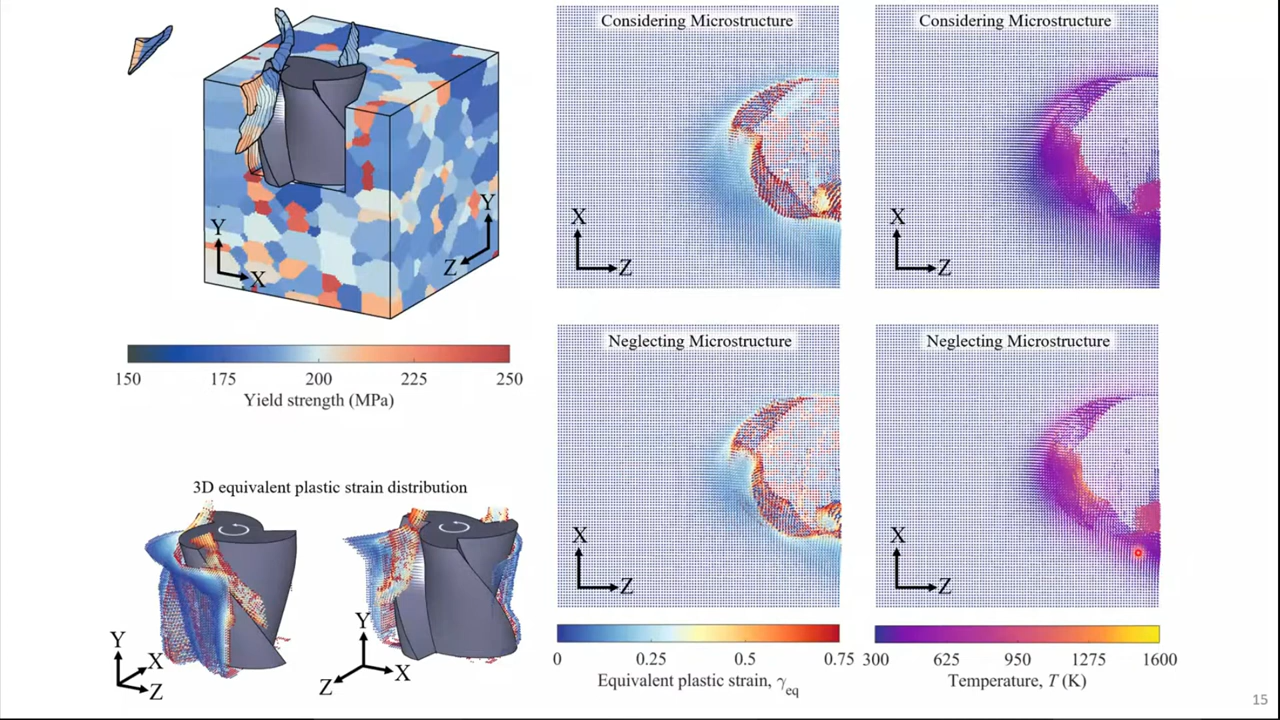 Y
X
Y
Z
150 175 200 225 250
Yield strength (MPa)
3D equivalent plastic strain distribution
Y
X
Z
Y
X
Z
Considering Microstructure
X
Z
Considering Microstructure
X
Z
Neglecting Microstructure
X
Z
Neglecting Microstructure
X
Z
0 0.25 0.5 0.75
Equivalent plastic strain, γeq
300 625 950 1275 1600
Temperature, T (K)
15